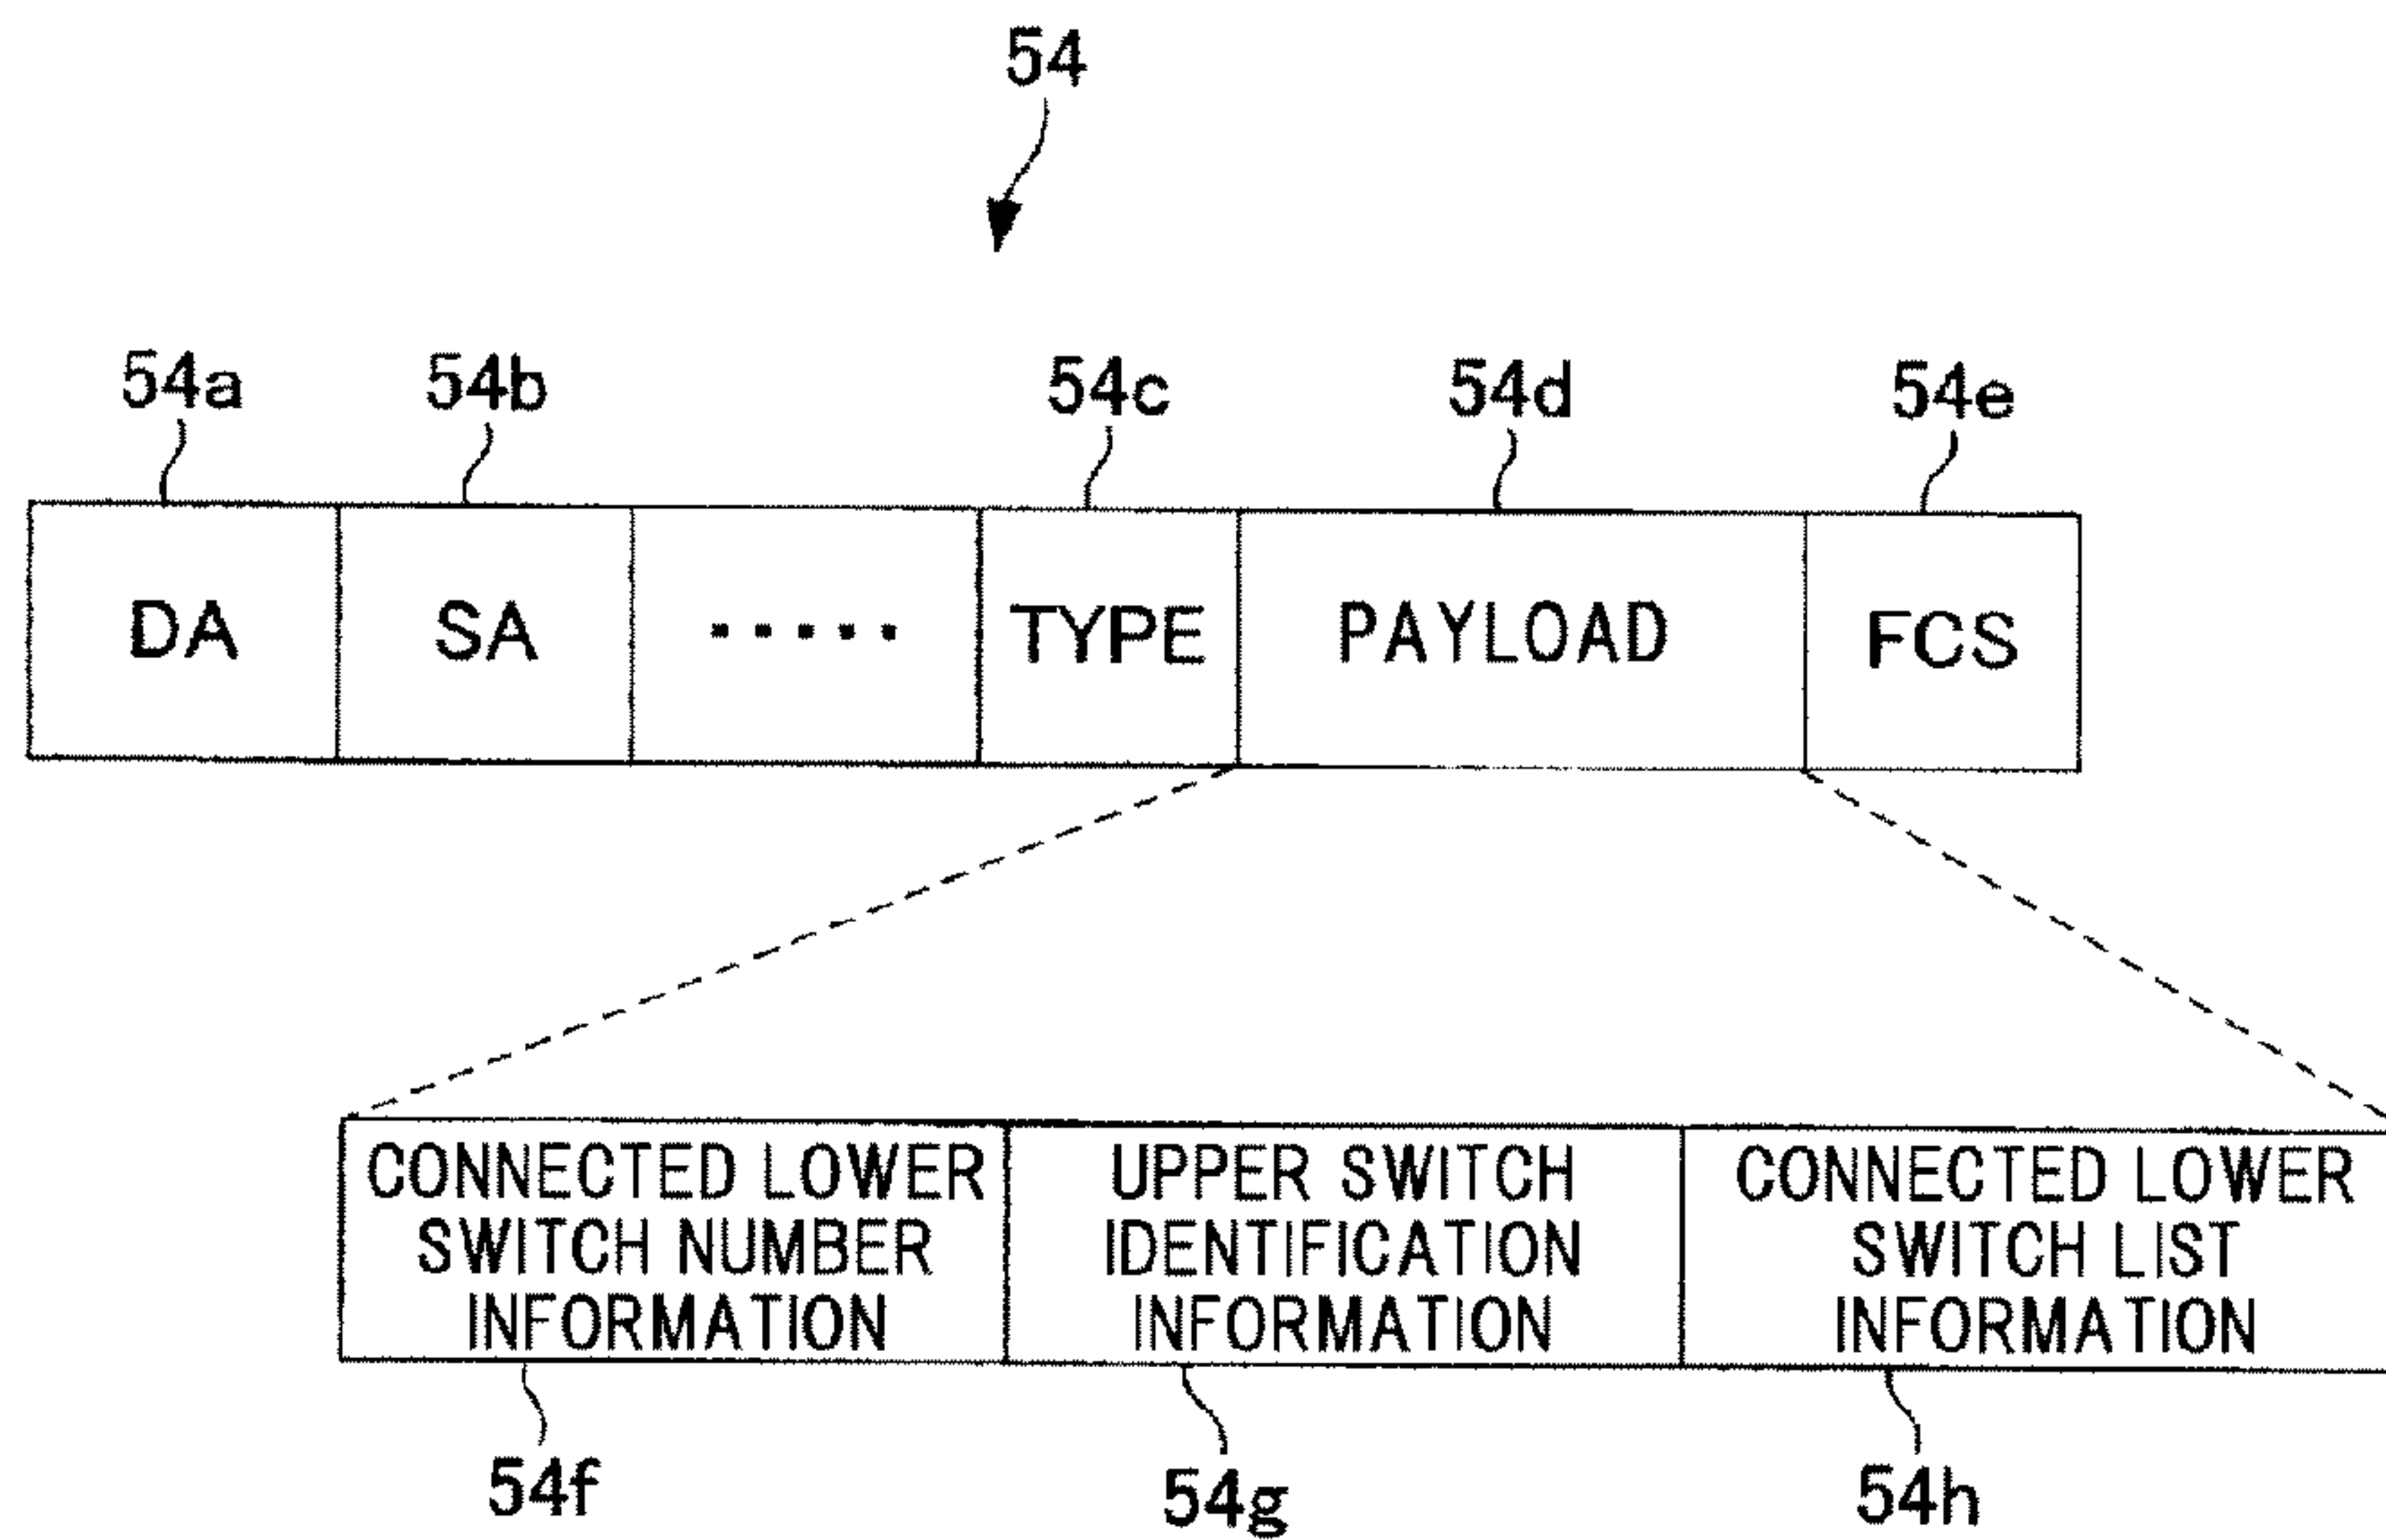 54
54a 54b 54c 54d 54e
DA SA ..... TYPE PAYLOAD FCS
CONNECTED LOWER
SWITCH NUMBER
INFORMATION
UPPER SWITCH
IDENTIFICATION
INFORMATION
CONNECTED LOWER
SWITCH LIST
INFORMATION
54f 54g 54h